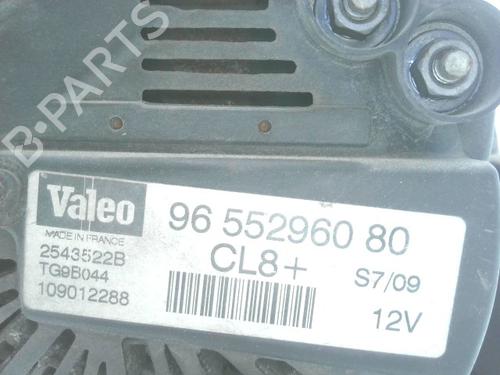 B-PARTS
Valeo
MADE IN FRANCE
2543522B
TG9B044
109012288
96 552960 80
CL8+
S7/09
12V